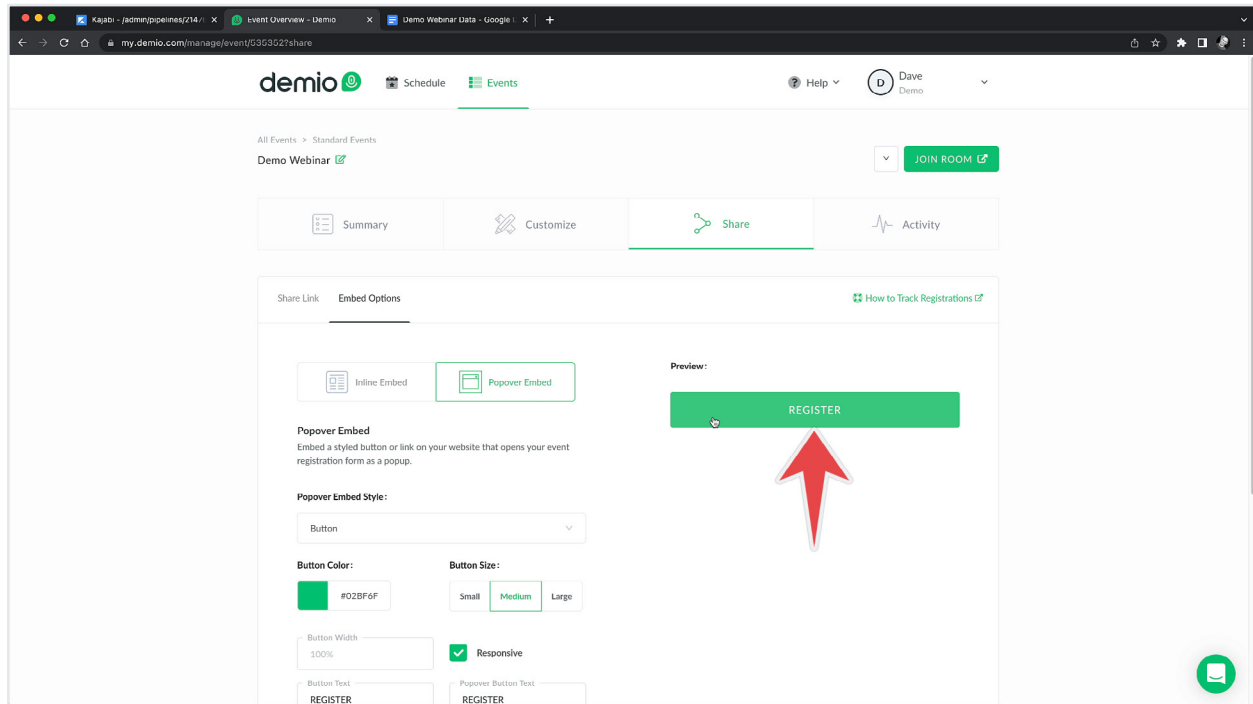 Kajabi - /admin/pipelines/2147
Event Overview - Demio
Demo Webinar Data - Google
my.demio.com/manage/event/535352?share
demio
Schedule
Events
Help
D
Dave
Demo
All Events > Standard Events
Demo Webinar
JOIN ROOM
Summary
Customize
Share
Activity
Share Link
Embed Options
How to Track Registrations
Inline Embed
Popover Embed
Preview:
REGISTER
Popover Embed
Embed a styled button or link on your website that opens your event
registration form as a popup.
Popover Embed Style:
Button
Button Color:
Button Size:
#02BF6F
Small
Medium
Large
Button Width
100%
Responsive
Button Text
REGISTER
Popover Button Text
REGISTER